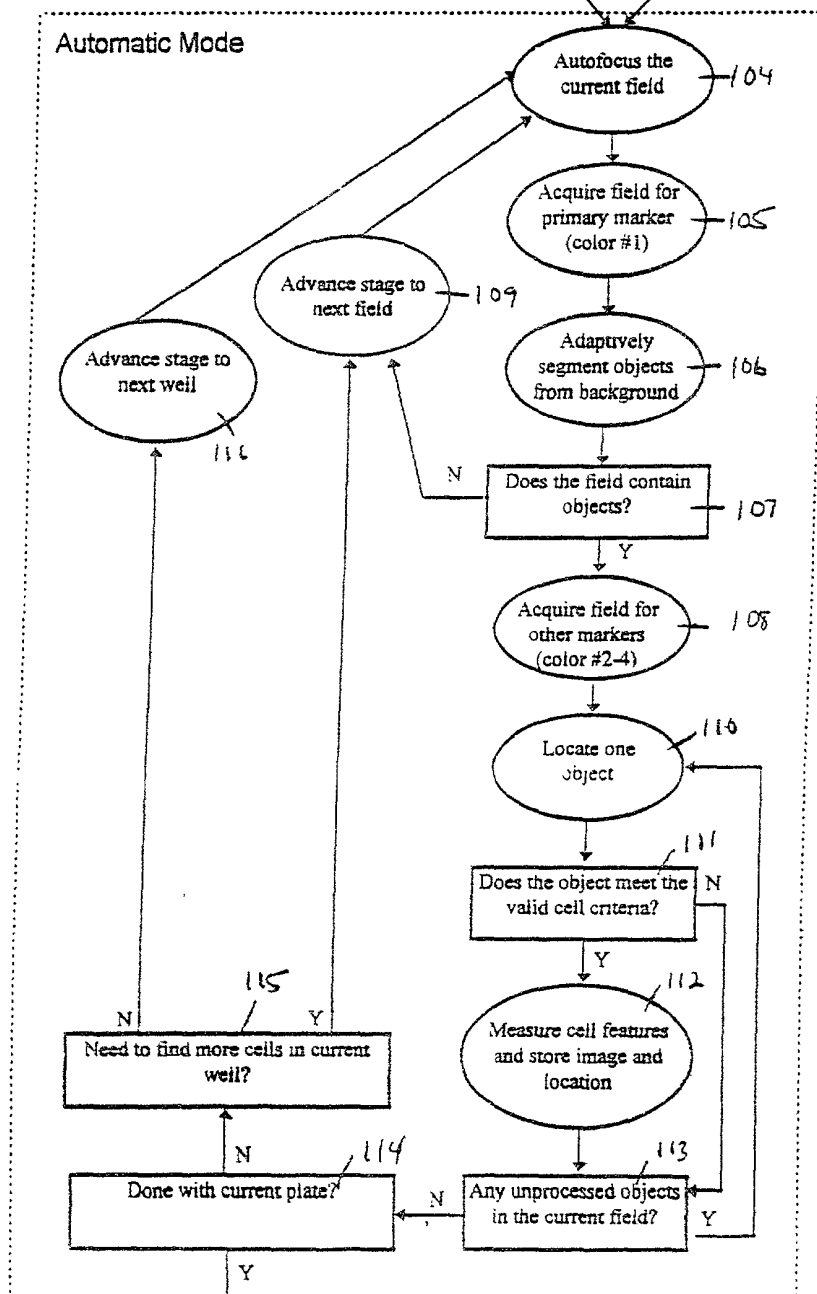 Automatic Mode
Autofocus the
current field
104
Acquire field for
primary marker
(color #1)
105
Advance stage to
next field
109
Advance stage to
next well
116
Adaptively
segment objects
from background
106
N
Does the field contain
objects?
107
Y
Acquire field for
other markers
(color #2-4)
108
Locate one
object
110
111
Does the object meet the
valid cell criteria?
N
Y
112
Measure cell features
and store image and
location
115
N
Y
Need to find more cells in current
well?
N
114
Done with current plate?
N
113
Any unprocessed objects
in the current field?
Y
Y